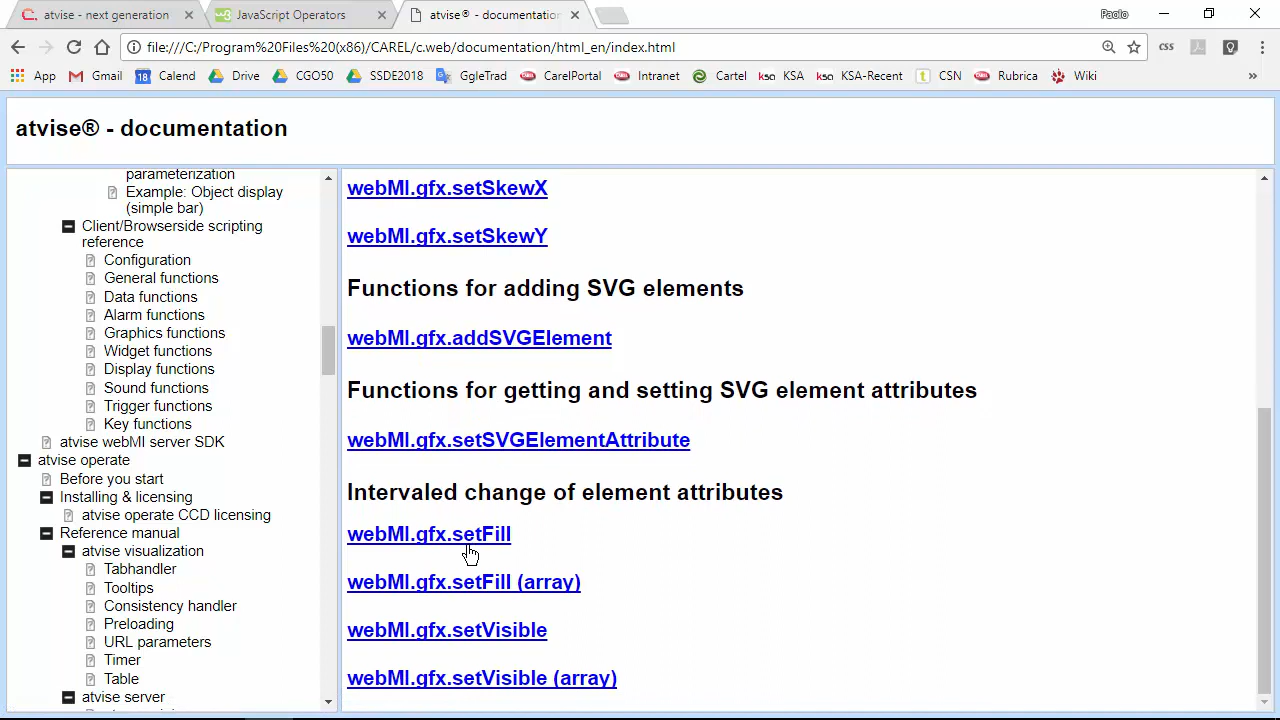 atvise - next generation
JavaScript Operators
atvise® - documentation
Paolo
file:///C:/Program%20Files%20(x86)/CAREL/c.web/documentation/html_en/index.html
css
App
Gmail
18
Calend
Drive
CGO50
SSDE2018
GgleTrad
CarelPortal
Intranet
Cartel
ksa
KSA
ksa
KSA-Recent
t
CSN
Rubrica
Wiki
»
atvise® - documentation
parameterization
Example: Object display
(simple bar)
Client/Browserside scripting
reference
Configuration
General functions
Data functions
Alarm functions
Graphics functions
Widget functions
Display functions
Sound functions
Trigger functions
Key functions
atvise webMI server SDK
atvise operate
Before you start
Installing & licensing
atvise operate CCD licensing
Reference manual
atvise visualization
Tabhandler
Tooltips
Consistency handler
Preloading
URL parameters
Timer
Table
atvise server
webMI.gfx.setSkewX
webMI.gfx.setSkewY
Functions for adding SVG elements
webMI.gfx.addSVGElement
Functions for getting and setting SVG element attributes
webMI.gfx.setSVGElementAttribute
Intervaled change of element attributes
webMI.gfx.setFill
webMI.gfx.setFill (array)
webMI.gfx.setVisible
webMI.gfx.setVisible (array)